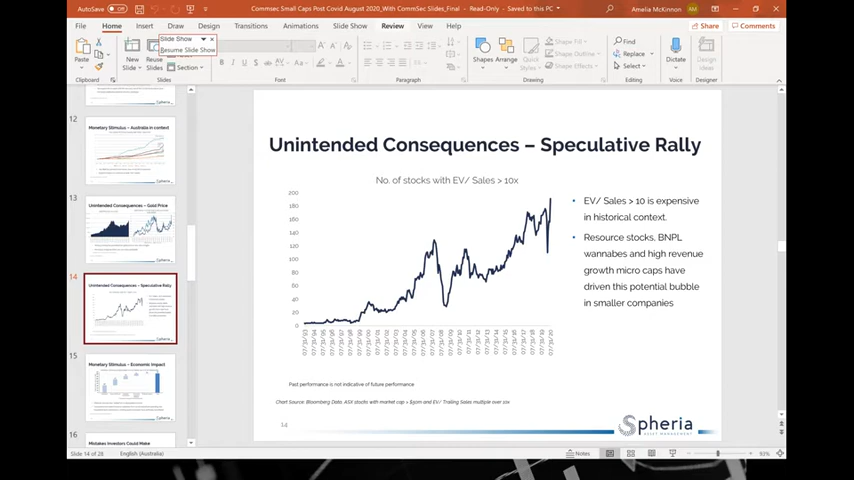 AutoSave
Off
Commsec Small Caps Post Covid August 2020_With CommSec Slides_Final - Read-Only - Saved to this PC
Amelia McKinnon
AM
File
Home
Insert
Draw
Design
Transitions
Animations
Slide Show
Review
View
Help
Share
Comments
Slide Show
Resume Slide Show
Paste
New
Slide
Reuse
Slides
Section
Shapes
Arrange
Quick
Styles
Shape Fill
Shape Outline
Shape Effects
Find
Replace
Select
Design
Ideas
Clipboard
Slides
Font
Paragraph
Drawing
Editing
Voice
Designer
12
Monetary Stimulus – Australia in context
13
Unintended Consequences – Gold Price
14
Unintended Consequences – Speculative Rally
15
Monetary Stimulus – Economic Impact
16
Mistakes Investors Could Make
Unintended Consequences – Speculative Rally
No. of stocks with EV/ Sales > 10x
200
180
160
140
120
100
80
60
40
20
0
• EV/ Sales > 10 is expensive
in historical context.
• Resource stocks, BNPL
wannabes and high revenue
growth micro caps have
driven this potential bubble
in smaller companies
Past performance is not indicative of future performance
Chart Source: Bloomberg Data: ASX stocks with market cap > $50m and EV/ Trailing Sales multiple over 10x
14
Spheria
ASSET MANAGEMENT
Slide 14 of 28
English (Australia)
Notes
93%